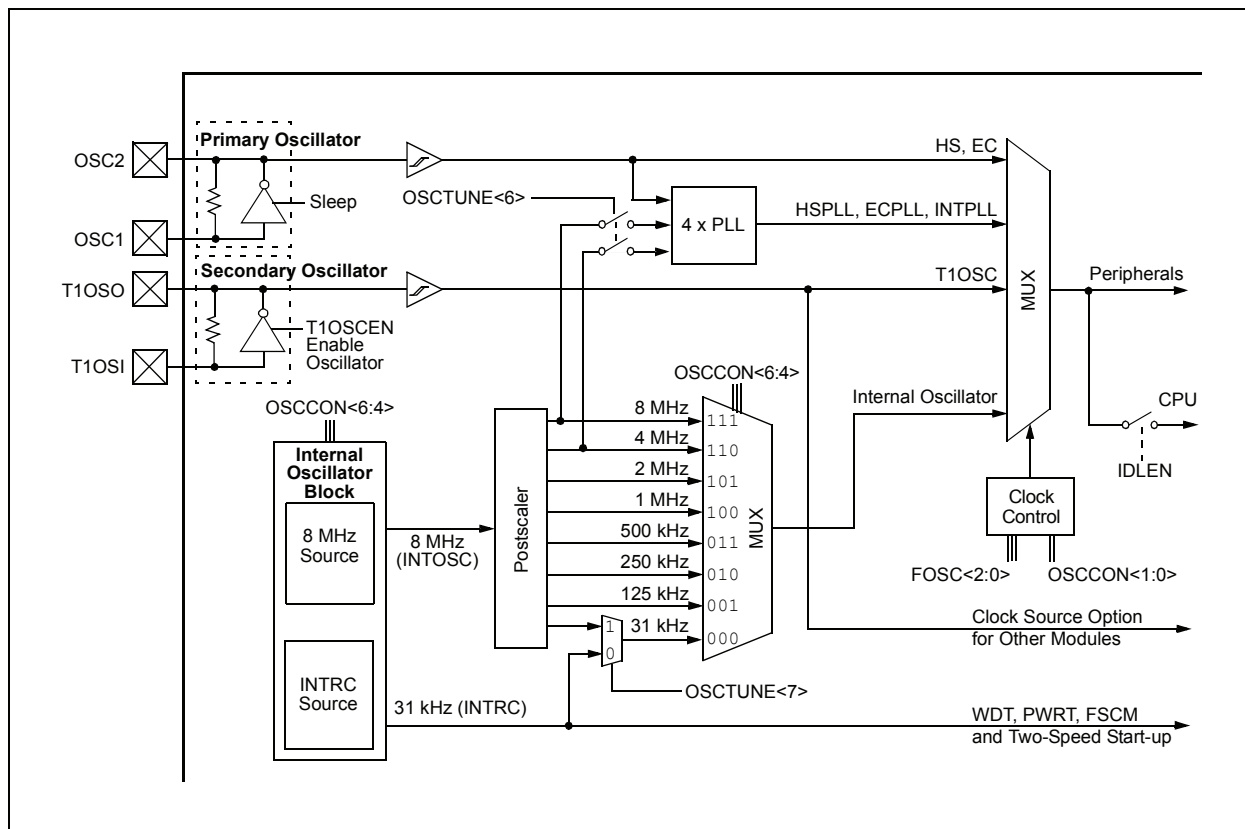 Primary Oscillator
OSC2
Sleep
OSC1
Secondary Oscillator
T1OSO
T1OSCEN
Enable
Oscillator
T1OSI
OSCTUNE<6>
4 x PLL
HS, EC
HSPLL, ECPLL, INTPLL
T1OSC
MUX
Peripherals
Internal Oscillator
CPU
IDLEN
Clock
Control
FOSC<2:0>
OSCCON<1:0>
Clock Source Option
for Other Modules
OSCCON<6:4>
Internal
Oscillator
Block
8 MHz
Source
8 MHz
(INTOSC)
Postscaler
OSCCON<6:4>
8 MHz
111
4 MHz
110
2 MHz
101
1 MHz
100
500 kHz
011
250 kHz
010
125 kHz
001
1
0
31 kHz
000
MUX
OSCTUNE<7>
INTRC
Source
31 kHz (INTRC)
WDT, PWRT, FSCM
and Two-Speed Start-up